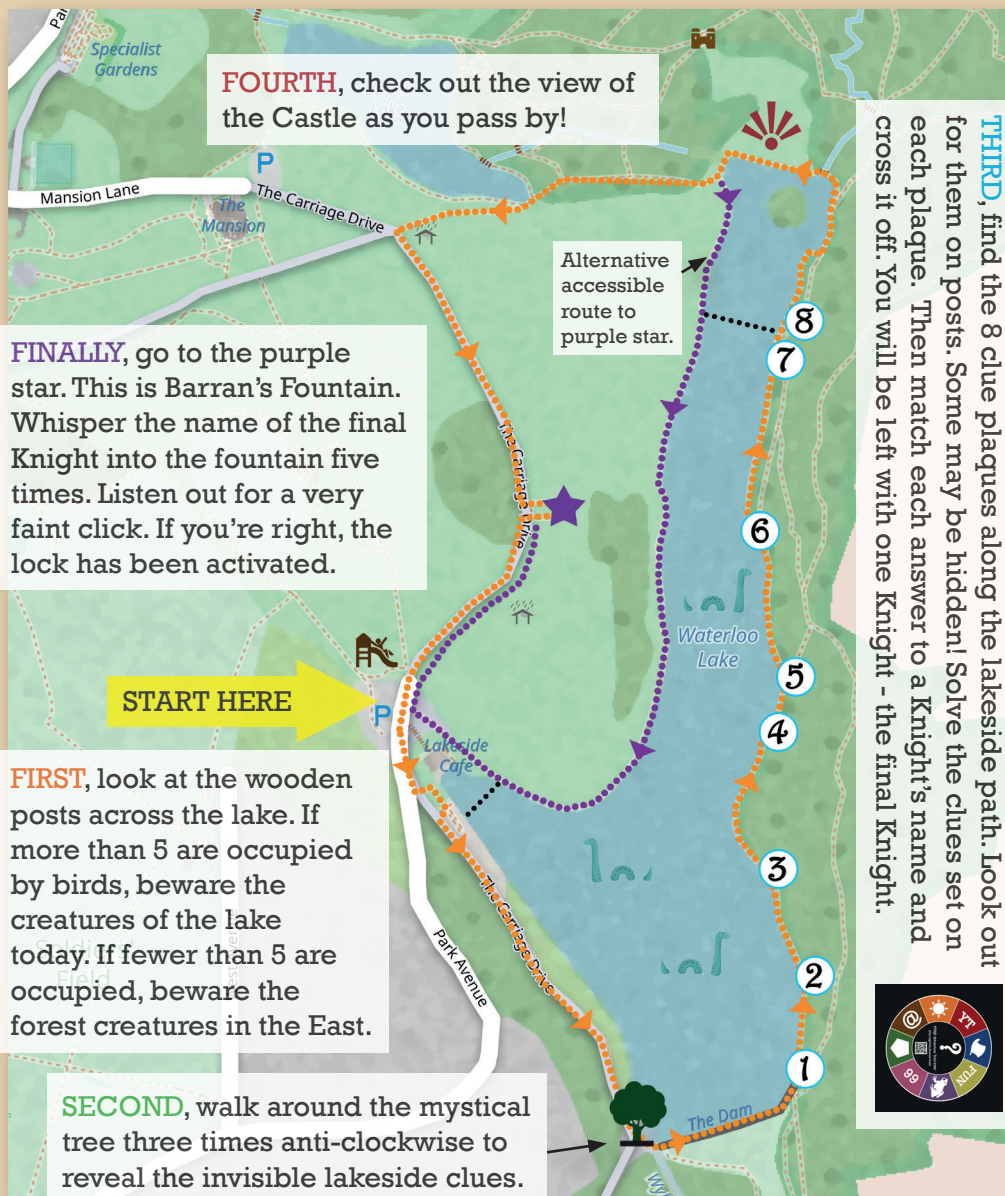 Specialist
Gardens
FOURTH, check out the view of
the Castle as you pass by!
Lake
P
Mansion Lane
The Carriage Drive
The
Mansion
Alternative
accessible
route to
purple star.
THIRD, find the 8 clue plaques along the lakeside path. Look out
for them on posts. Some may be hidden! Solve the clues set on
each plaque. Then match each answer to a Knight's name and
cross it off. You will be left with one Knight - the final Knight.
8
7
FINALLY, go to the purple
star. This is Barran's Fountain.
Whisper the name of the final
Knight into the fountain five
times. Listen out for a very
faint click. If you're right, the
lock has been activated.
The Carriage Drive
6
Waterloo
Lake
5
START HERE
P
4
Lakeside
Cafe
FIRST, look at the wooden
posts across the lake. If
more than 5 are occupied
by birds, beware the
creatures of the lake
today. If fewer than 5 are
occupied, beware the
forest creatures in the East.
3
The Carriage Drive
Park Avenue
Field
2
@
YT
?
FUN
99
1
SECOND, walk around the mystical
tree three times anti-clockwise to
reveal the invisible lakeside clues.
The Dam